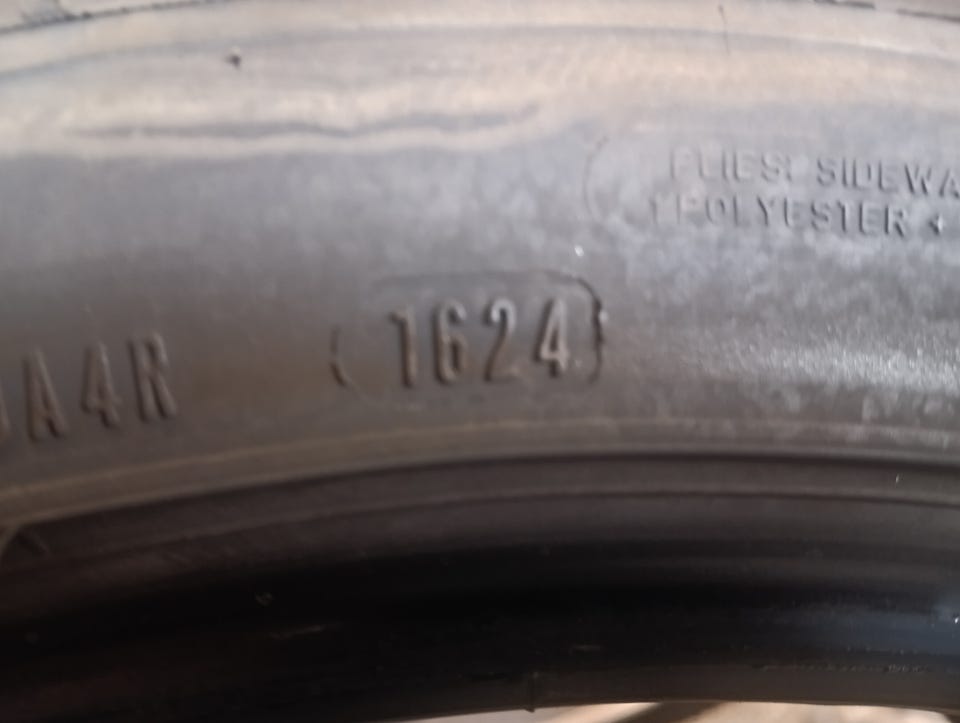 PLIES: SIDEWA
1 POLYESTER +
1624
A4R